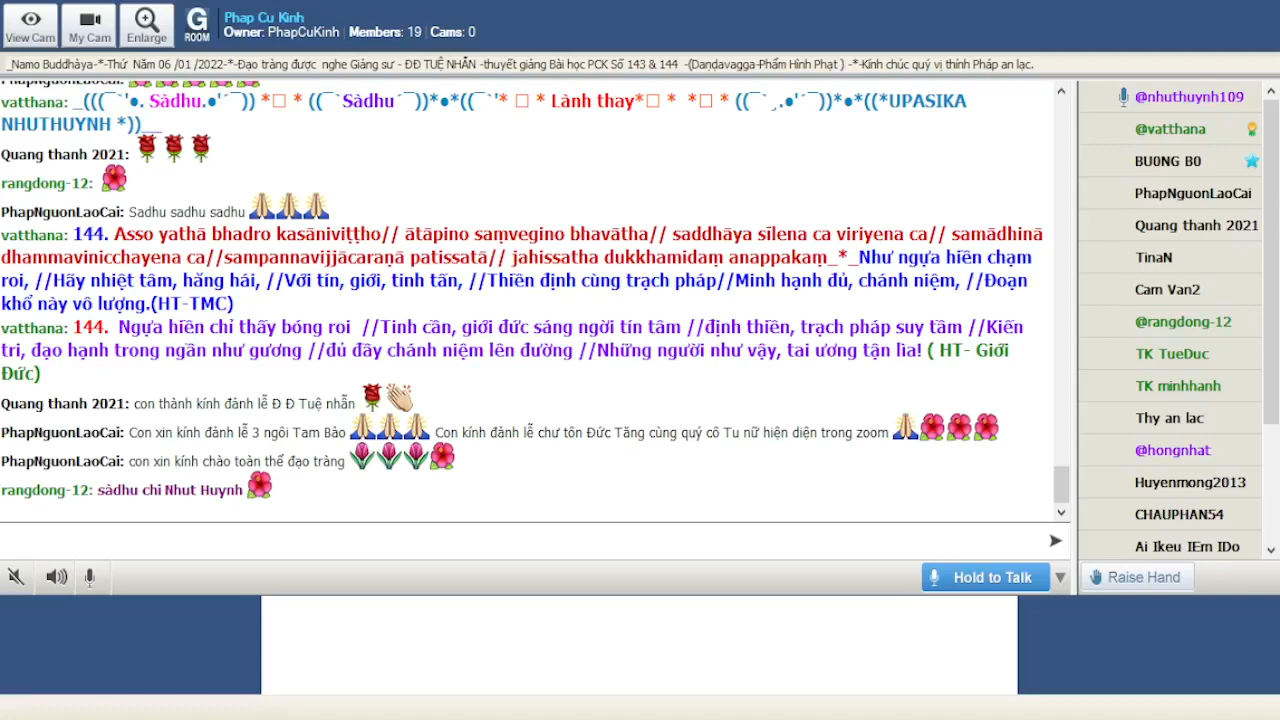 View Cam
My Cam
Enlarge
G ROOM
Phap Cu Kinh
Owner: PhapCuKinh | Members: 19 | Cams: 0
_Namo Buddhàya-*-Thứ Năm 06 /01 /2022-*-Đạo tràng được nghe Giảng sư - ĐĐ TUỆ NHẪN -thuyết giảng Bài học PCK Số 143 & 144 -(Daṇḍavagga-Phẩm Hình Phạt ) -*-Kính chúc quý vị thính Pháp an lạc.
PhapNguonLaoCai:
vatthana: _(((¯`'•. Sàdhu.•'´¯)) *□ * ((¯`Sàdhu´¯))*•*((¯`'* □ * Lành thay*□ * *□ * ((¯`¸.•'´¯))*•*((*UPASIKA
NHUTHUYNH *))__
Quang thanh 2021:
rangdong-12:
PhapNguonLaoCai: Sadhu sadhu sadhu
vatthana: 144. Asso yathā bhadro kasāniviṭṭho// ātāpino saṃvegino bhavātha// saddhāya sīlena ca viriyena ca// samādhinā
dhammavinicchayena ca//sampannavijjācaraṇā patissatā// jahissatha dukkhamidaṃ anappakaṃ_*_Như ngựa hiền chạm
roi, //Hãy nhiệt tâm, hăng hái, //Với tín, giới, tinh tấn, //Thiền định cùng trạch pháp//Minh hạnh đủ, chánh niệm, //Đoạn
khổ này vô lượng.(HT-TMC)
vatthana: 144. Ngựa hiền chỉ thấy bóng roi //Tinh cần, giới đức sáng ngời tín tâm //định thiền, trạch pháp suy tầm //Kiến
tri, đạo hạnh trong ngần như gương //đủ đầy chánh niệm lên đường //Những người như vậy, tai ương tận lìa! ( HT- Giới
Đức)
Quang thanh 2021: con thành kính đảnh lễ Đ Đ Tuệ nhẫn
PhapNguonLaoCai: Con xin kính đảnh lễ 3 ngôi Tam Bảo Con kính đảnh lễ chư tôn Đức Tăng cùng quý cô Tu nữ hiện diện trong zoom
PhapNguonLaoCai: con xin kính chào toàn thể đạo tràng
rangdong-12: sàdhu chi Nhut Huynh
@nhuthuynh109
@vatthana
BU0NG B0
PhapNguonLaoCai
Quang thanh 2021
TinaN
Cam Van2
@rangdong-12
TK TueDuc
TK minhhanh
Thy an lac
@hongnhat
Huyenmong2013
CHAUPHAN54
Ai Ikeu IEm IDo
Hold to Talk
Raise Hand